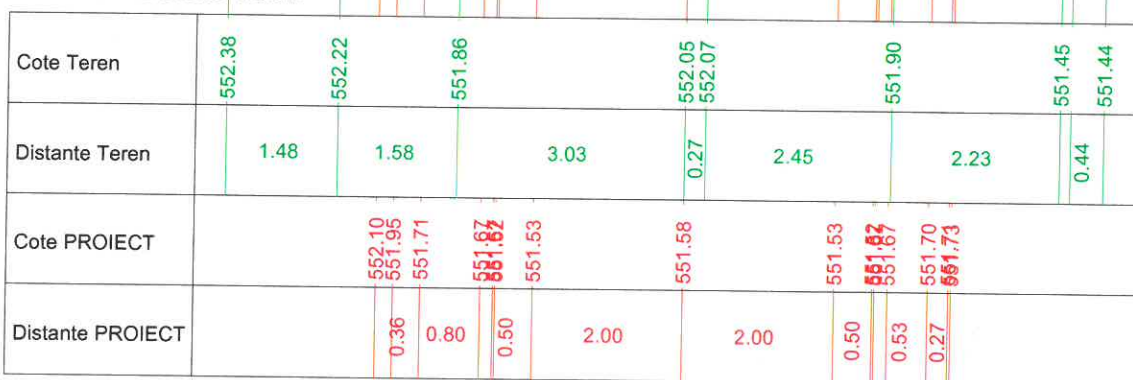 Cote Teren 552.38 552.22 551.86 552.05 552.07 551.90 551.45 551.44
Distante Teren 1.48 1.58 3.03 0.27 2.45 2.23 0.44
Cote PROIECT 552.10 551.95 551.71 551.67 551.53 551.58 551.53 551.67 551.70
Distante PROIECT 0.36 0.80 0.50 2.00 2.00 0.50 0.53 0.27